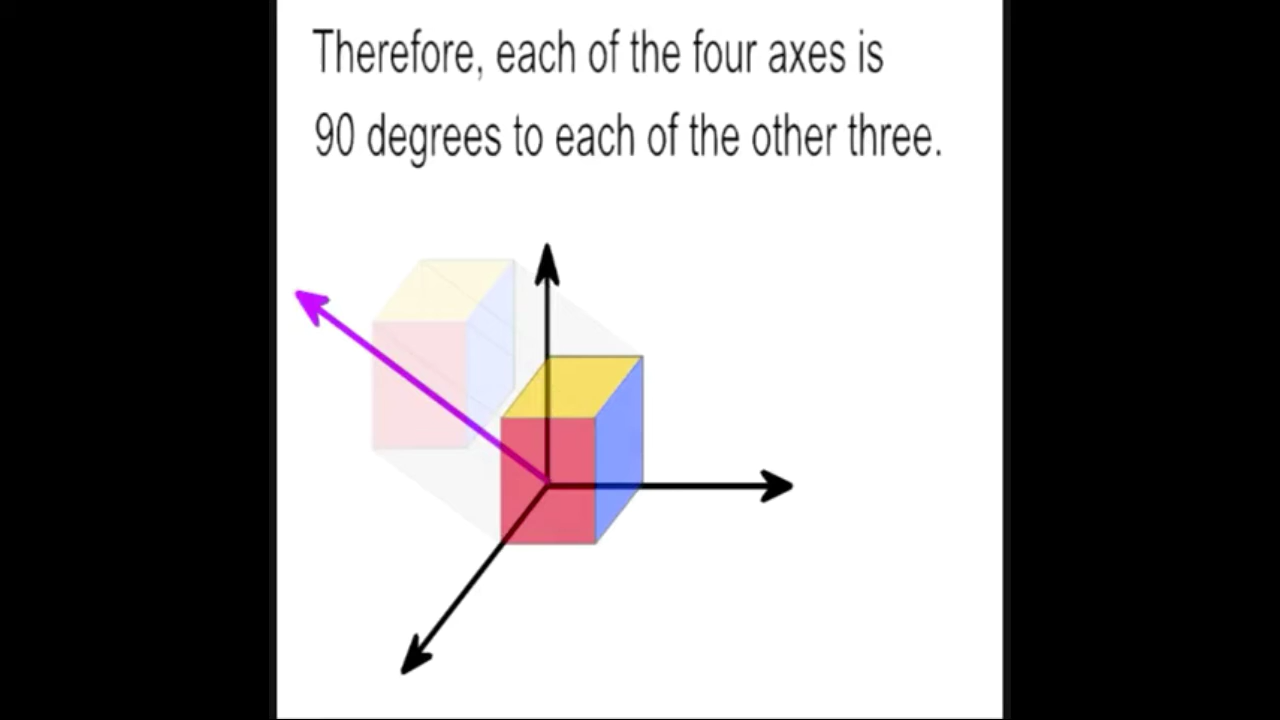 Therefore, each of the four axes is
90 degrees to each of the other three.